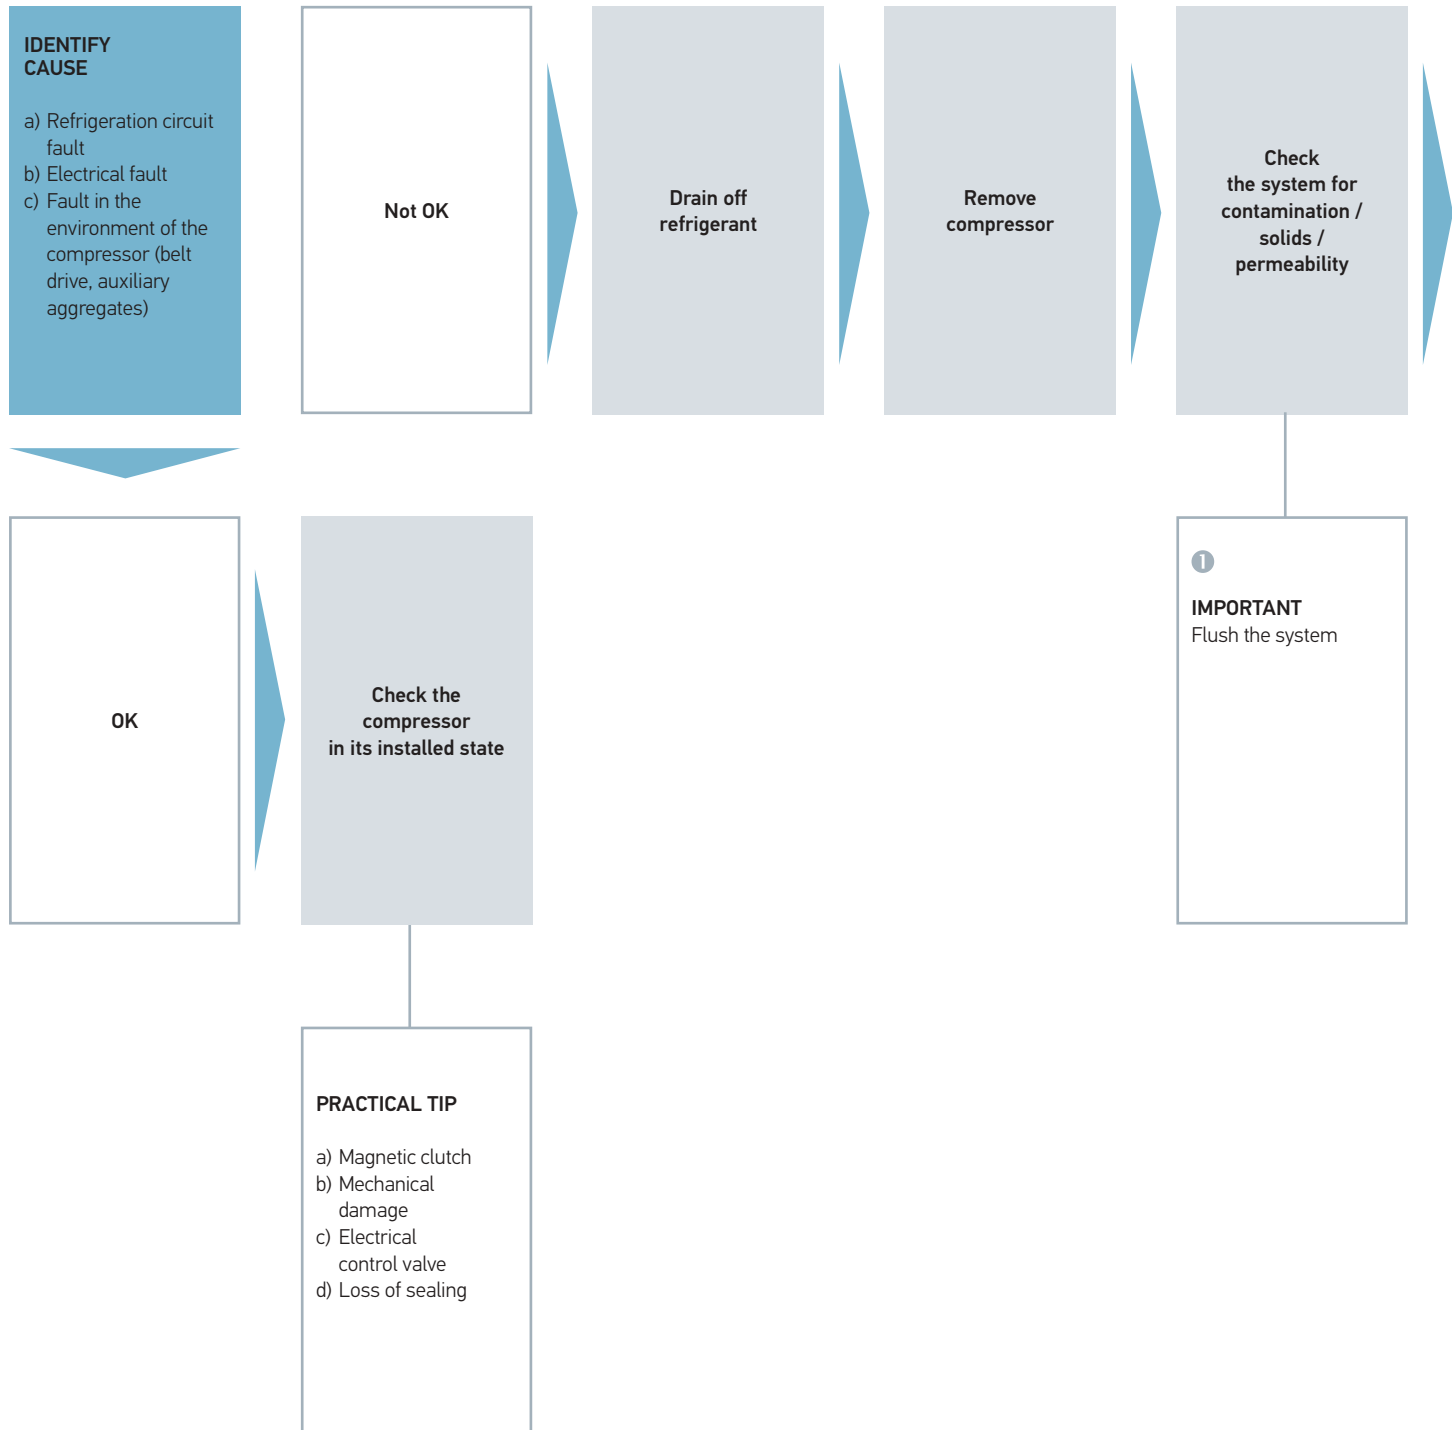 IDENTIFY
CAUSE
a) Refrigeration circuit
fault
b) Electrical fault
c) Fault in the
environment of the
compressor (belt
drive, auxiliary
aggregates)
Not OK
Drain off
refrigerant
Remove
compressor
Check
the system for
contamination /
solids /
permeability
OK
Check the
compressor
in its installed state
1
IMPORTANT
Flush the system
PRACTICAL TIP
a) Magnetic clutch
b) Mechanical
damage
c) Electrical
control valve
d) Loss of sealing